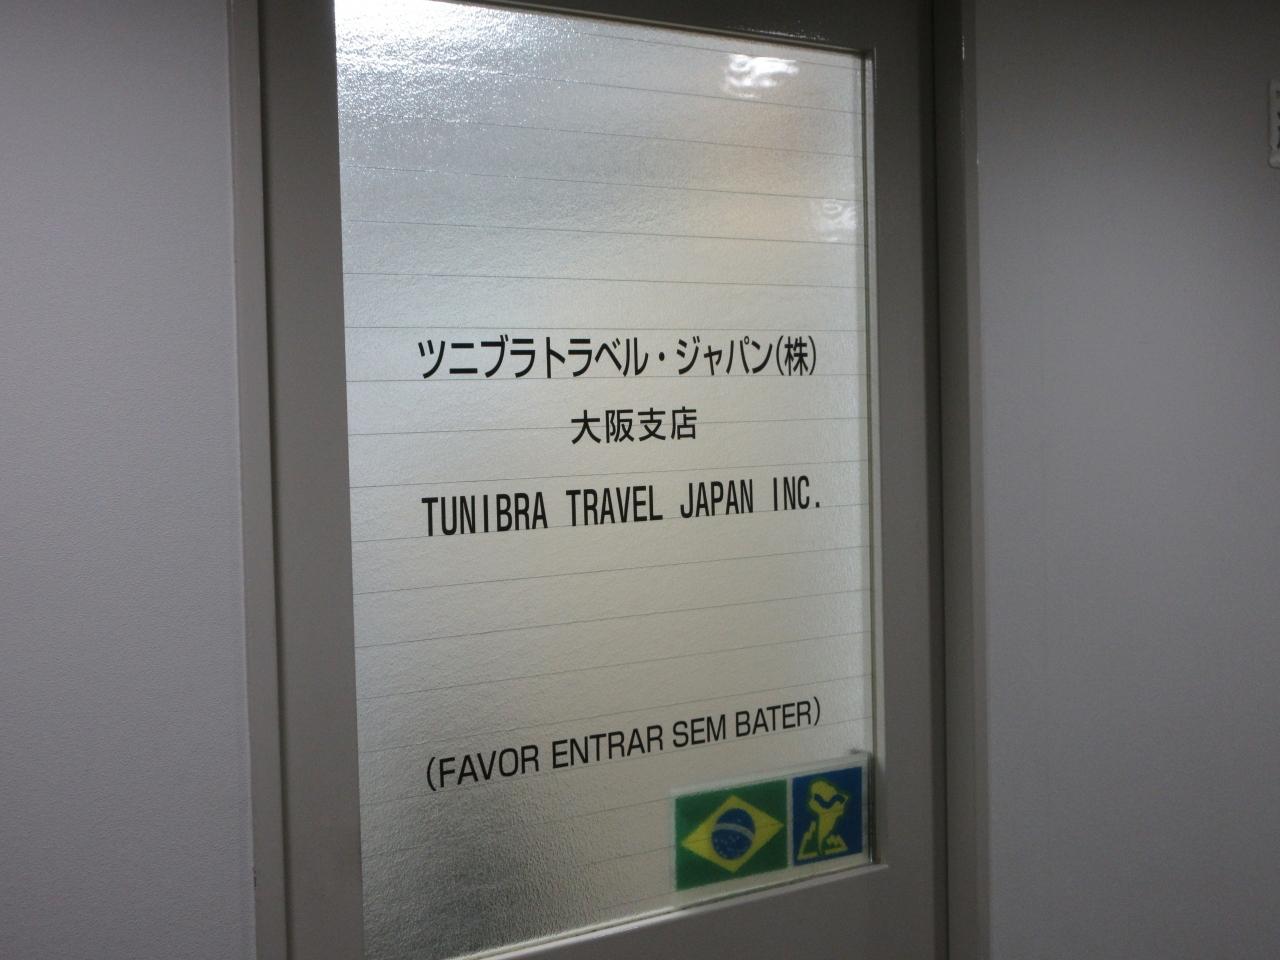 ツニブラトラベル・ジャパン(株)
大阪支店
TUNIBRA TRAVEL JAPAN INC.
(FAVOR ENTRAR SEM BATER)